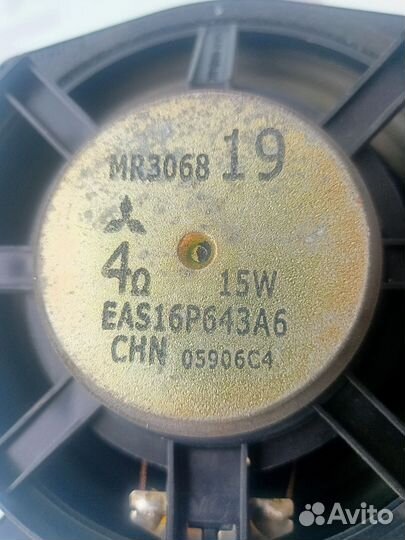 MR3068 19
4Ω 15W
EAS16P643A6
CHN 05906C4
Avito